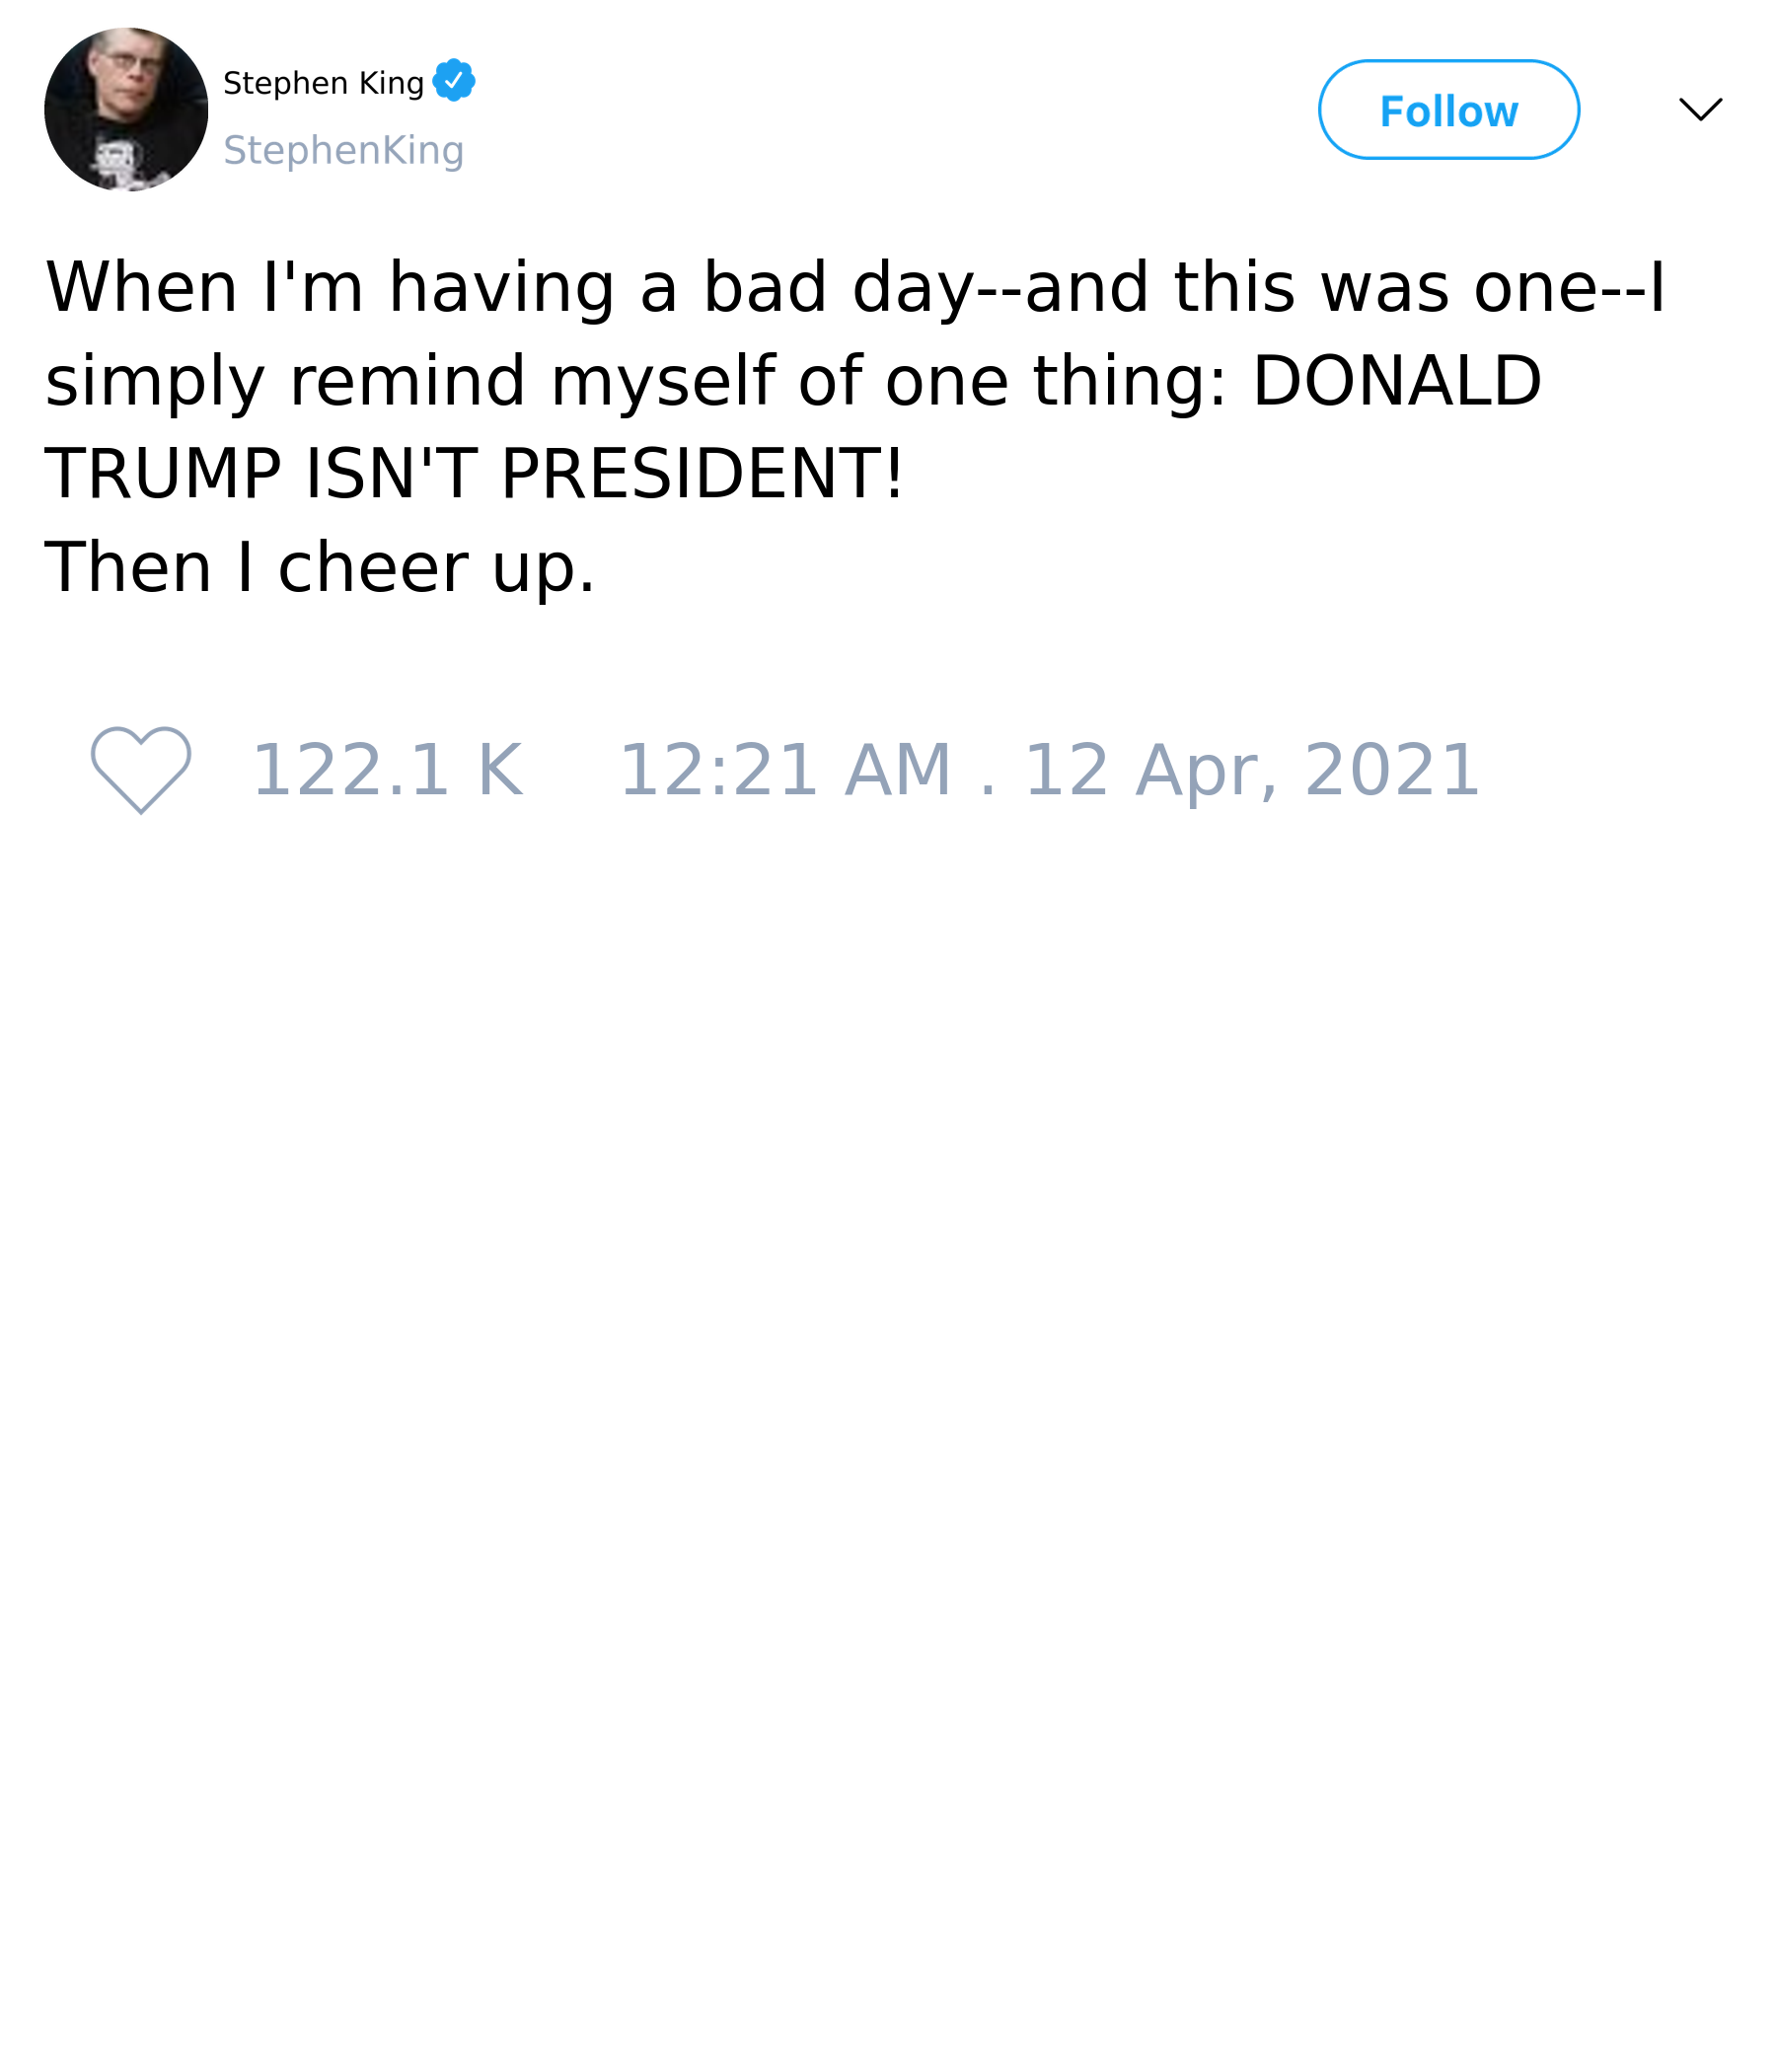 Stephen King
StephenKing
Follow
When I'm having a bad day--and this was one--I
simply remind myself of one thing: DONALD
TRUMP ISN'T PRESIDENT!
Then I cheer up.
122.1 K 12:21 AM . 12 Apr, 2021